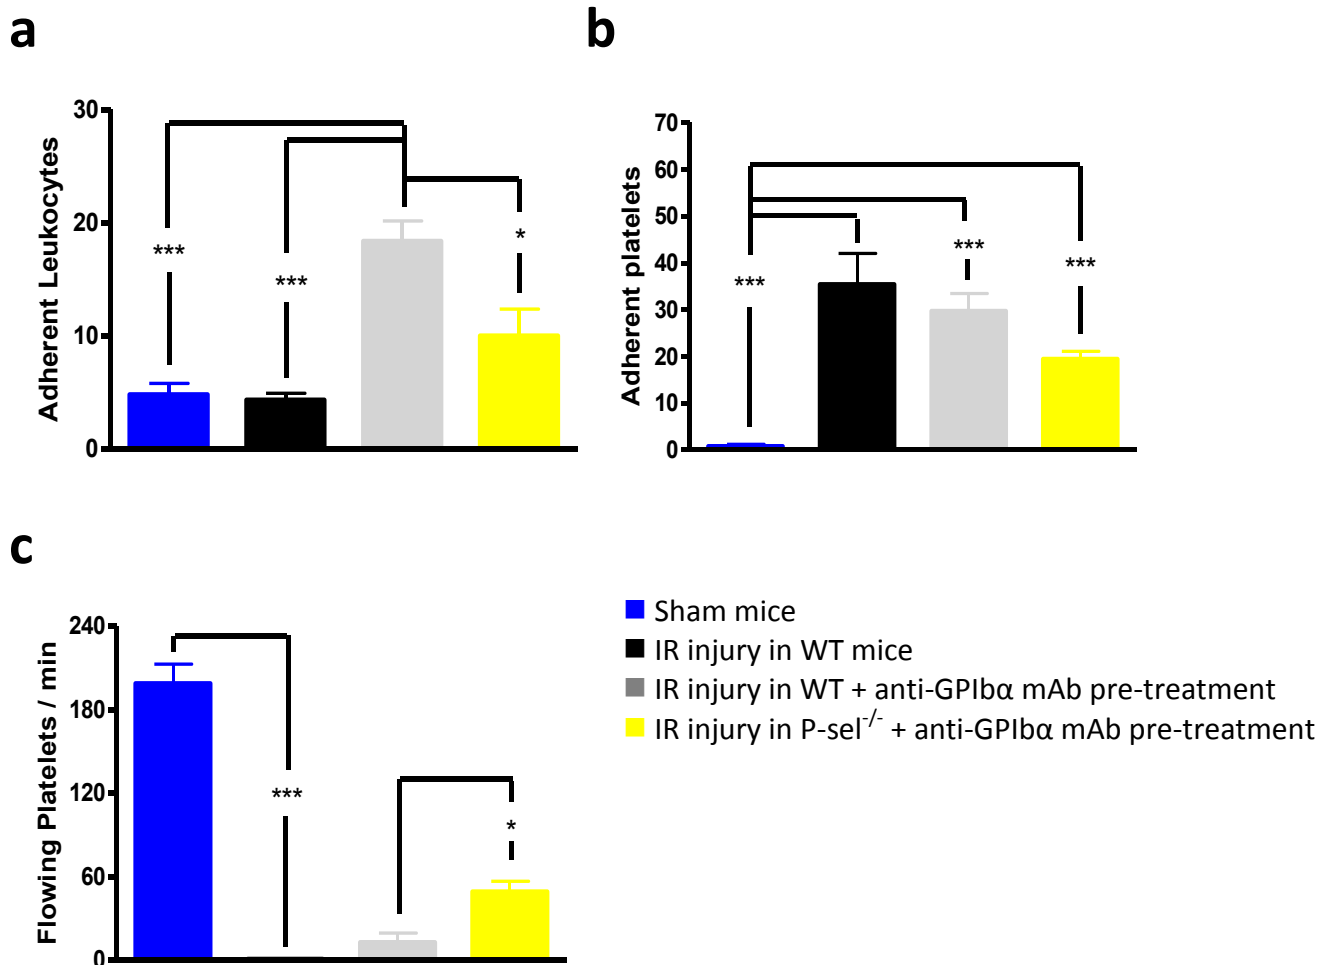 a
b
30
20
10
0
Adherent Leukocytes
***
***
*
70
60
50
40
30
20
10
0
Adherent platelets
***
***
***
c
240
180
120
60
0
Flowing Platelets / min
***
*
Sham mice
IR injury in WT mice
IR injury in WT + anti-GPIbα mAb pre-treatment
IR injury in P-sel-/- + anti-GPIbα mAb pre-treatment